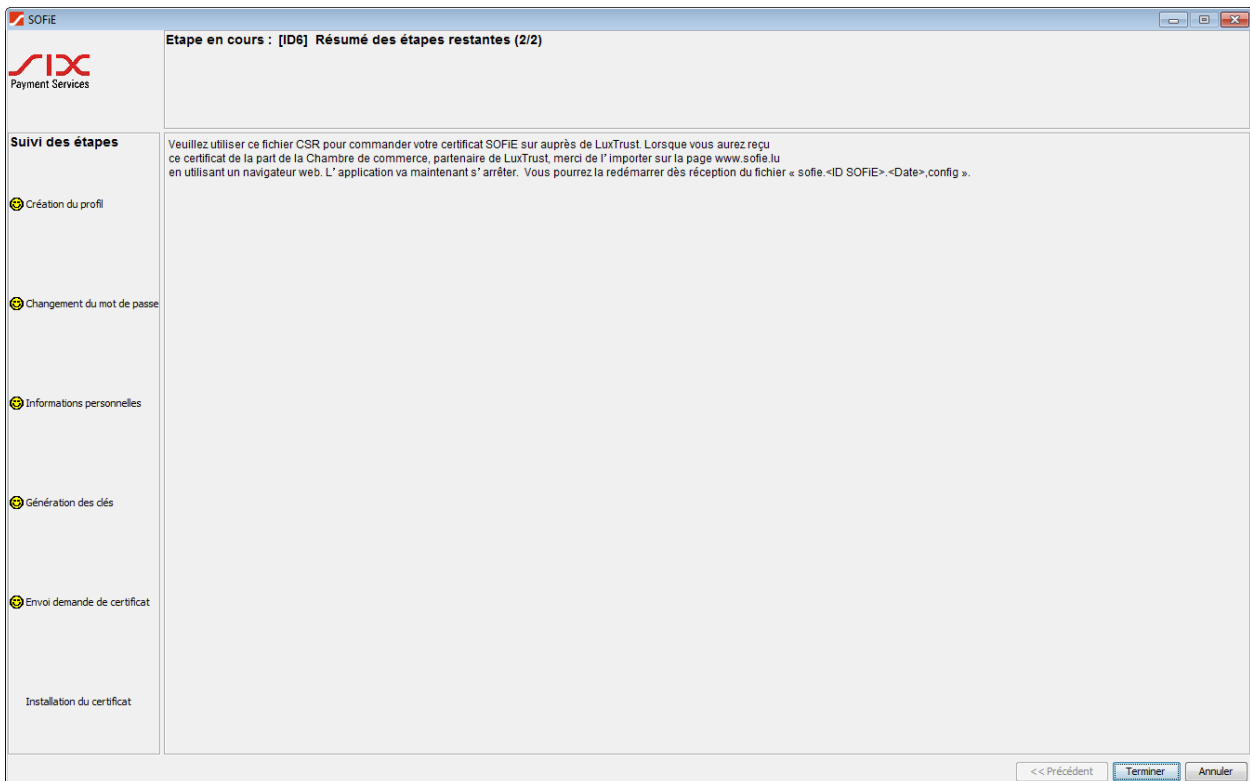 SOFiE
SIX
Payment Services
Etape en cours : [ID6] Résumé des étapes restantes (2/2)
Suivi des étapes
Veuillez utiliser ce fichier CSR pour commander votre certificat SOFiE sur auprès de LuxTrust. Lorsque vous aurez reçu
ce certificat de la part de la Chambre de commerce, partenaire de LuxTrust, merci de l'importer sur la page www.sofie.lu
en utilisant un navigateur web. L'application va maintenant s'arrêter. Vous pourrez la redémarrer dès réception du fichier « sofie.<ID SOFiE>.<Date>,config ».
Création du profil
Changement du mot de passe
Informations personnelles
Génération des clés
Envoi demande de certificat
Installation du certificat
<< Précédent
Terminer
Annuler